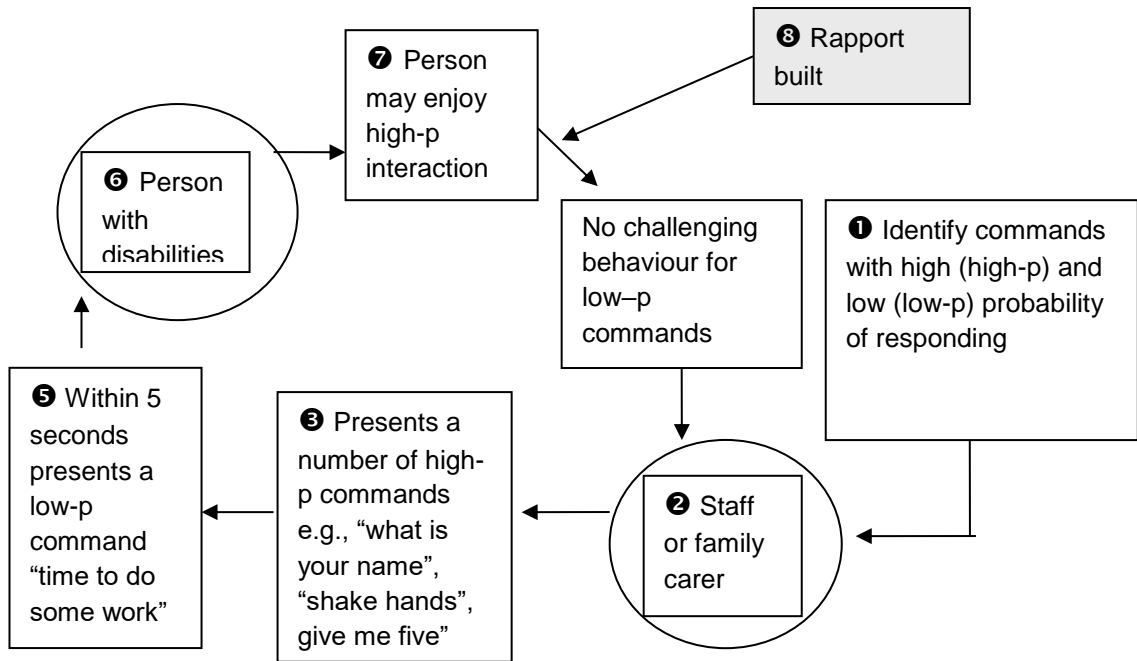 ❽ Rapport
built
❼ Person
may enjoy
high-p
interaction
❻ Person
with
disabilities
No challenging
behaviour for
low–p
commands
❶ Identify commands
with high (high-p) and
low (low-p) probability
of responding
❺ Within 5
seconds
presents a
low-p
command
“time to do
some work”
❸ Presents a
number of high-
p commands
e.g., “what is
your name”,
“shake hands”,
give me five”
❷ Staff
or family
carer